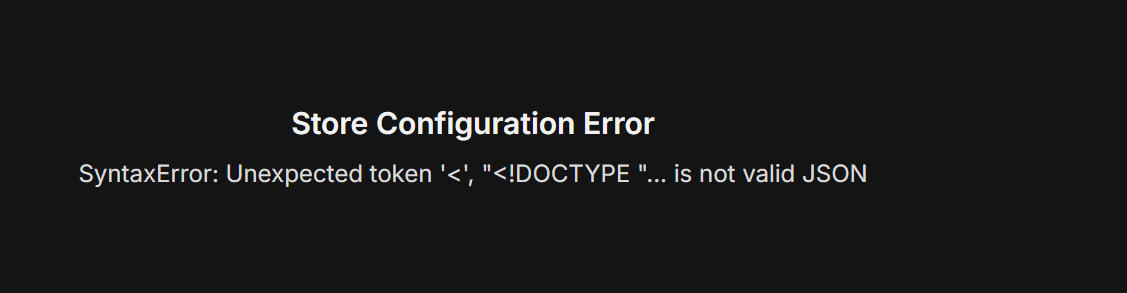 Store Configuration Error
SyntaxError: Unexpected token '<', "<!DOCTYPE "... is not valid JSON